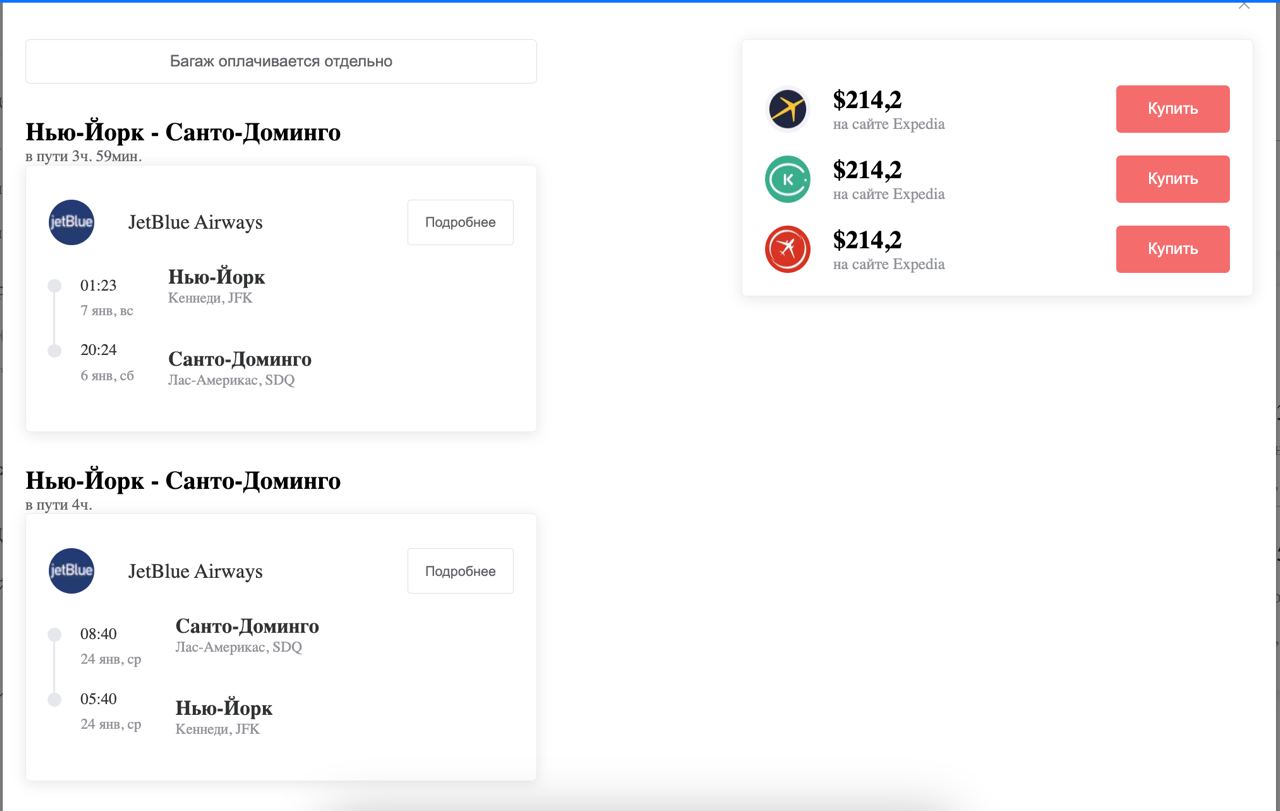 Багаж оплачивается отдельно
Нью-Йорк - Санто-Доминго
в пути 3ч. 59мин.
jetBlue
JetBlue Airways
Подробнее
01:23
7 янв, вс
Нью-Йорк
Кеннеди, JFK
20:24
6 янв, сб
Санто-Доминго
Лас-Америкас, SDQ
Нью-Йорк - Санто-Доминго
в пути 4ч.
jetBlue
JetBlue Airways
Подробнее
08:40
24 янв, ср
Санто-Доминго
Лас-Америкас, SDQ
05:40
24 янв, ср
Нью-Йорк
Кеннеди, JFK
$214,2
на сайте Expedia
Купить
K
$214,2
на сайте Expedia
Купить
$214,2
на сайте Expedia
Купить